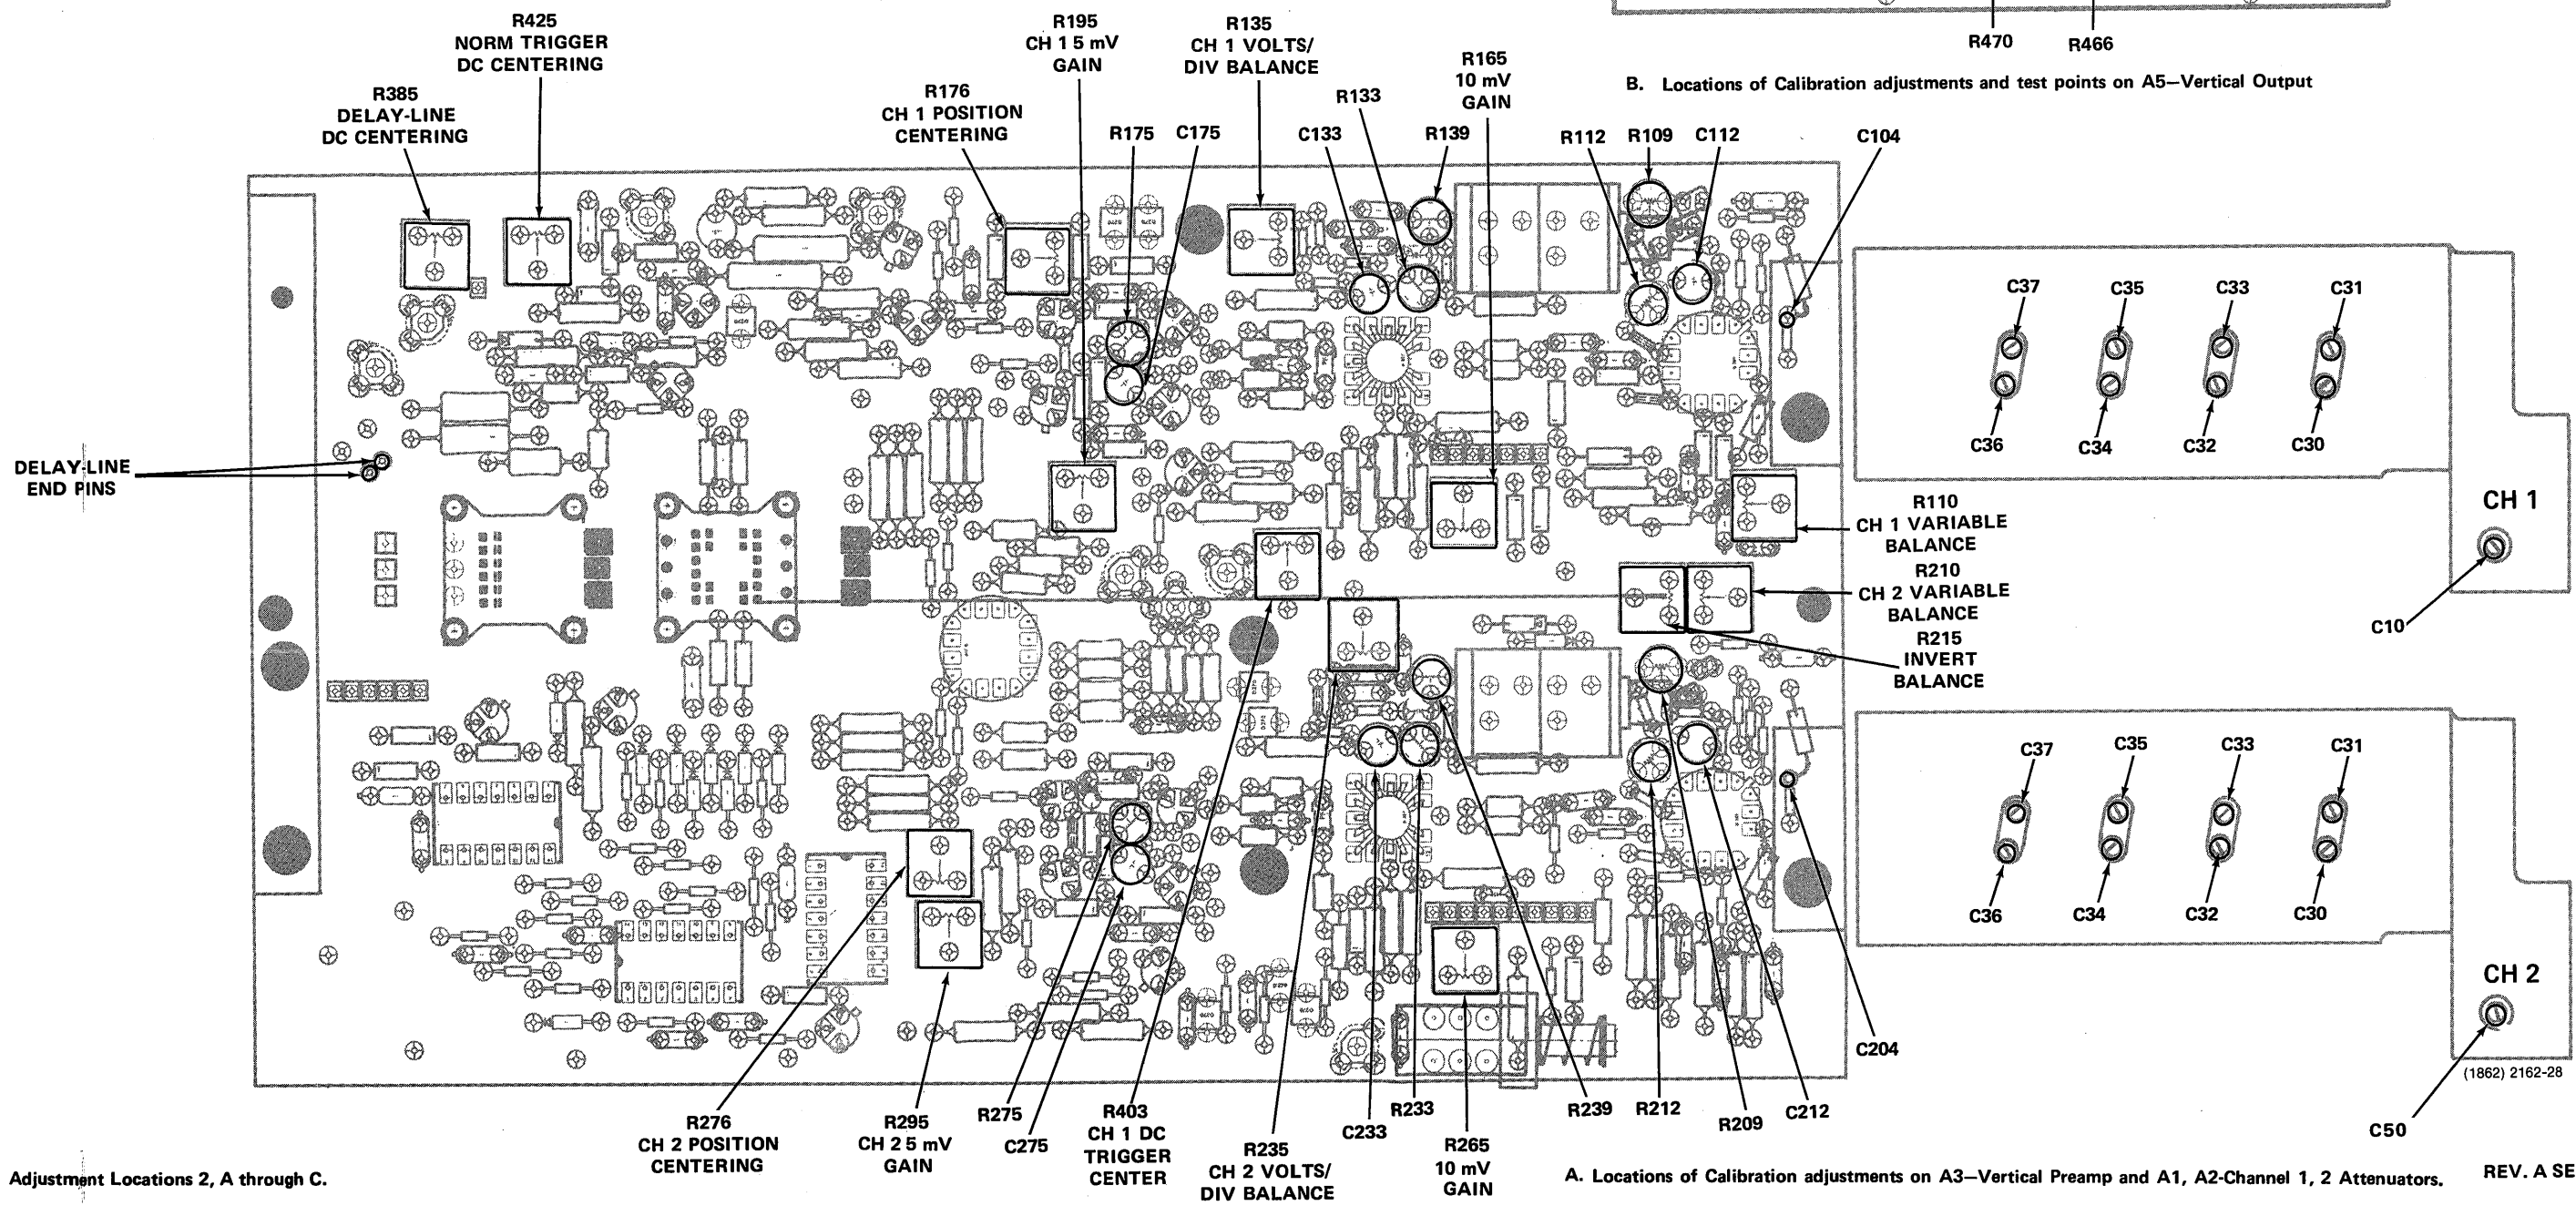 R470
R466
B. Locations of Calibration adjustments and test points on A5—Vertical Output
R425
NORM TRIGGER
DC CENTERING
R385
DELAY-LINE
DC CENTERING
R195
CH 1 5 mV
GAIN
R176
CH 1 POSITION
CENTERING
R175
C175
R135
CH 1 VOLTS/
DIV BALANCE
C133
R133
R139
R165
10 mV
GAIN
R112
R109
C112
C104
C37
C35
C33
C31
C36
C34
C32
C30
CH 1
C10
DELAY-LINE
END PINS
R110
CH 1 VARIABLE
BALANCE
R210
CH 2 VARIABLE
BALANCE
R215
INVERT
BALANCE
C37
C35
C33
C31
C36
C34
C32
C30
CH 2
C50
(1862) 2162-28
R276
CH 2 POSITION
CENTERING
R295
CH 2 5 mV
GAIN
R275
C275
R403
CH 1 DC
TRIGGER
CENTER
R235
CH 2 VOLTS/
DIV BALANCE
C233
R233
R265
10 mV
GAIN
R239
R212
R209
C212
C204
Adjustment Locations 2, A through C.
A. Locations of Calibration adjustments on A3—Vertical Preamp and A1, A2-Channel 1, 2 Attenuators.
REV. A SE